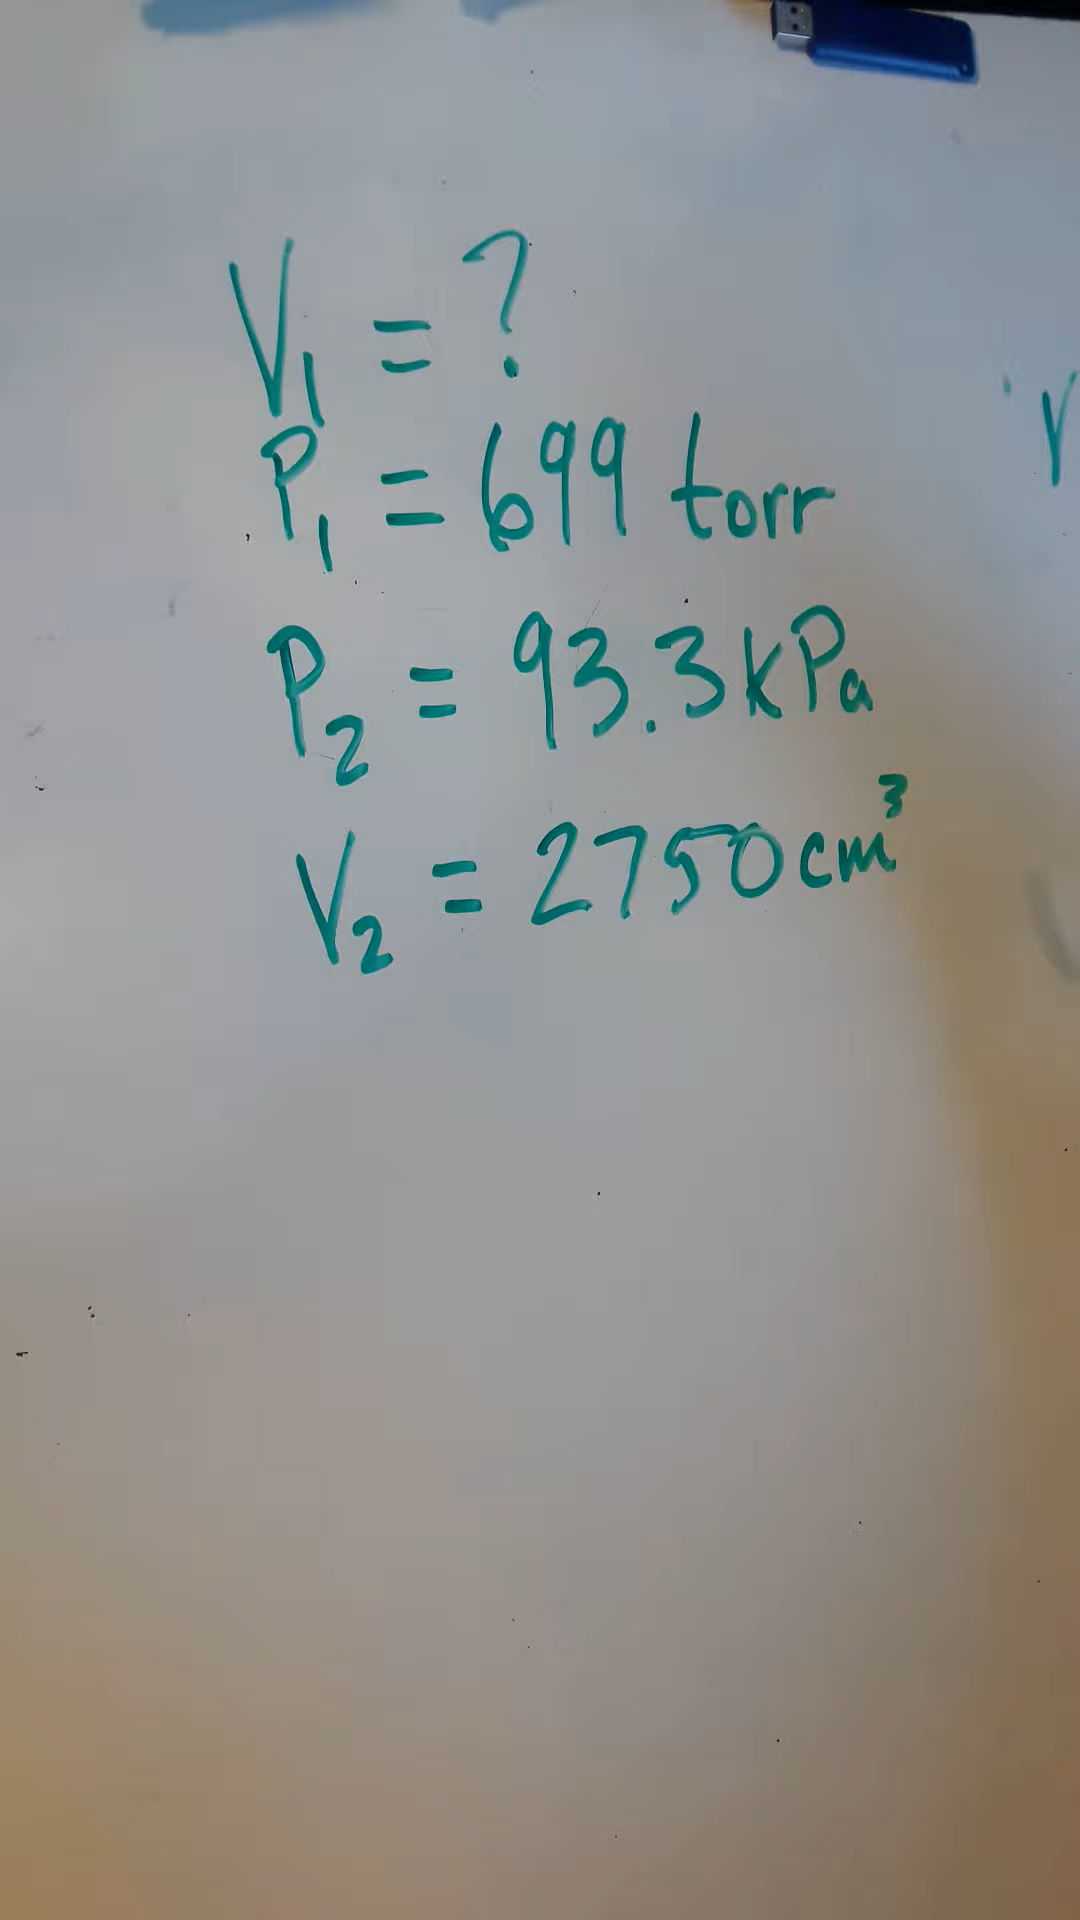 V₁ = ?
P₁ = 699 torr
P₂ = 93.3 kPa
V₂ = 2750 cm³